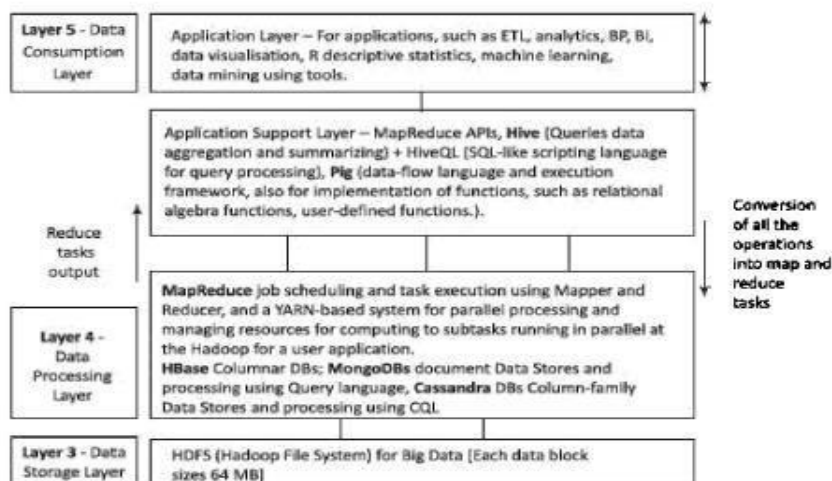 Layer 5 - Data
Consumption
Layer
Application Layer – For applications, such as ETL, analytics, BP, BI,
data visualisation, R descriptive statistics, machine learning,
data mining using tools.
Application Support Layer – MapReduce APIs, Hive (Queries data
aggregation and summarizing) + HiveQL [SQL-like scripting language
for query processing), Pig (data-flow language and execution
framework, also for implementation of functions, such as relational
algebra functions, user-defined functions.).
Reduce
tasks
output
Conversion
of all the
operations
into map and
reduce
tasks
Layer 4 -
Data
Processing
Layer
MapReduce job scheduling and task execution using Mapper and
Reducer, and a YARN-based system for parallel processing and
managing resources for computing to subtasks running in parallel at
the Hadoop for a user application.
HBase Columnar DBs; MongoDBs document Data Stores and
processing using Query language, Cassandra DBs Column-family
Data Stores and processing using CQL
Layer 3 - Data
Storage Layer
HDFS (Hadoop File System) for Big Data [Each data block
sizes 64 MB]